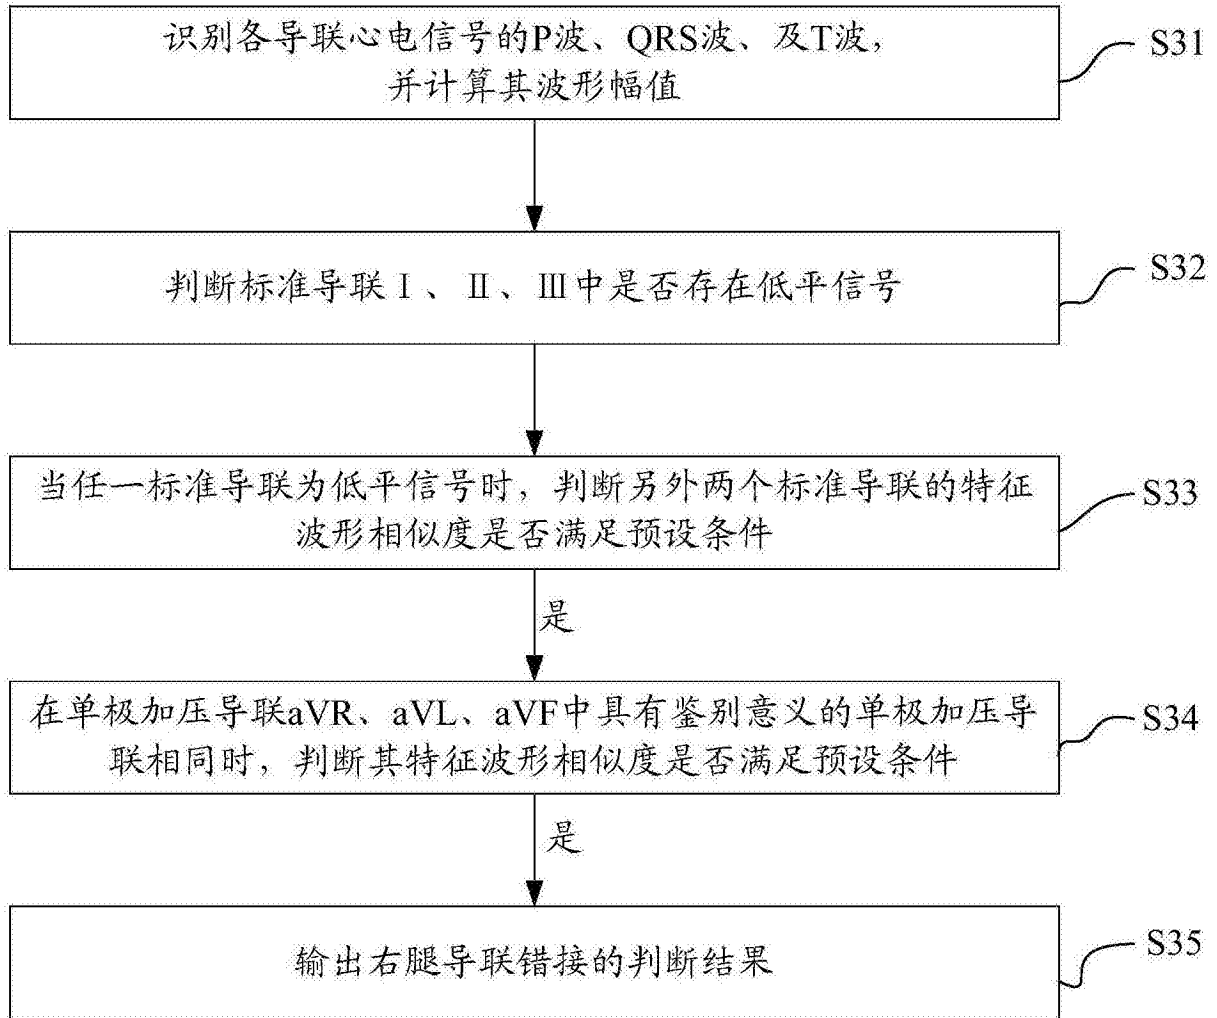 识别各导联心电信号的P波、QRS波、及T波，
并计算其波形幅值
S31
判断标准导联Ⅰ、Ⅱ、Ⅲ中是否存在低平信号
S32
当任一标准导联为低平信号时，判断另外两个标准导联的特征
波形相似度是否满足预设条件
S33
是
在单极加压导联aVR、aVL、aVF中具有鉴别意义的单极加压导
联相同时，判断其特征波形相似度是否满足预设条件
S34
是
输出右腿导联错接的判断结果
S35